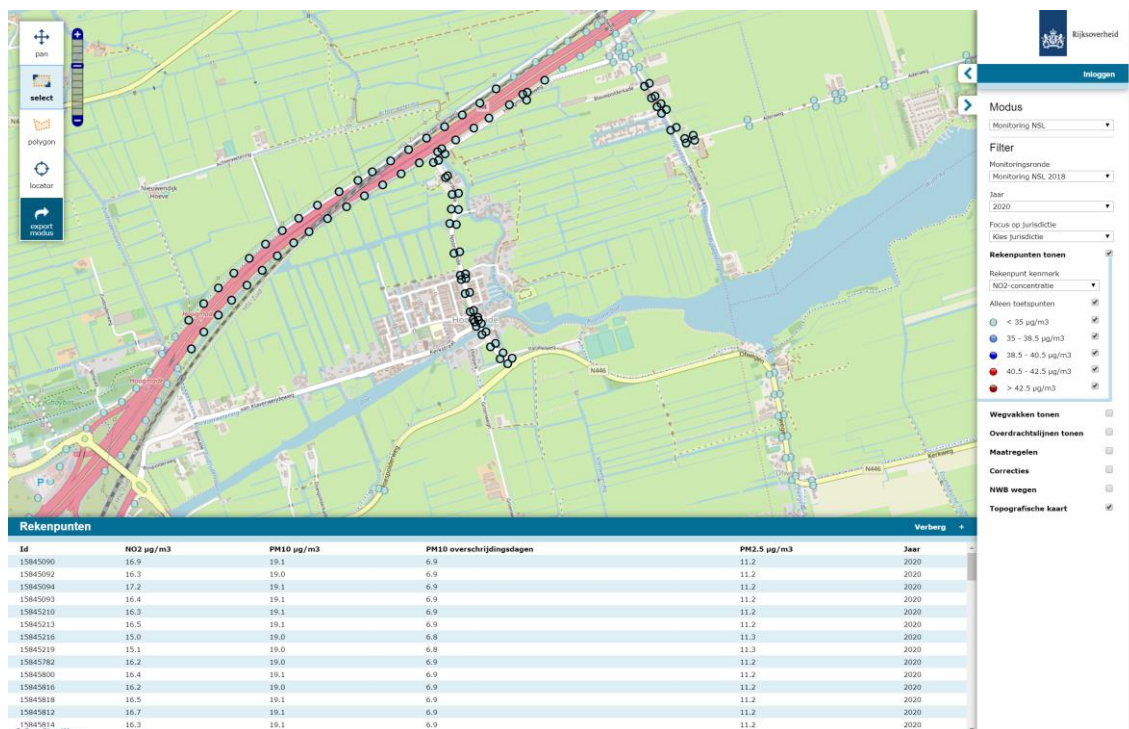 pan
select
polygon
locator
export
modus
Nieuwendijk
Hoeve
Hoogmade
Kerkstraat
van Klaverweydeweg
N446
N446
Kerkweg
Aderweg
Achterwetering
P
Rijksoverheid
Inloggen
Modus
Monitoring NSL
Filter
Monitoringsronde
Monitoring NSL 2018
Jaar
2020
Focus op jurisdictie
Kies jurisdictie
Rekenpunten tonen
Rekenpunt kenmerk
NO2-concentratie
Alleen toetspunten
< 35 µg/m3
35 - 38.5 µg/m3
38.5 - 40.5 µg/m3
40.5 - 42.5 µg/m3
> 42.5 µg/m3
Wegvakken tonen
Overdrachtslijnen tonen
Maatregelen
Correcties
NWB wegen
Topografische kaart
Rekenpunten Verberg +
Id NO2 µg/m3 PM10 µg/m3 PM10 overschrijdingsdagen PM2.5 µg/m3 Jaar
15845090 16.9 19.1 6.9 11.2 2020
15845092 16.3 19.0 6.9 11.2 2020
15845094 17.2 19.1 6.9 11.2 2020
15845093 16.4 19.1 6.9 11.2 2020
15845210 16.3 19.1 6.9 11.2 2020
15845213 16.5 19.1 6.9 11.2 2020
15845216 15.0 19.0 6.8 11.3 2020
15845219 15.1 19.0 6.8 11.3 2020
15845782 16.2 19.0 6.9 11.2 2020
15845800 16.4 19.1 6.9 11.2 2020
15845816 16.2 19.0 6.9 11.2 2020
15845818 16.5 19.1 6.9 11.2 2020
15845812 16.7 19.1 6.9 11.2 2020
15845814 16.3 19.1 6.9 11.2 2020